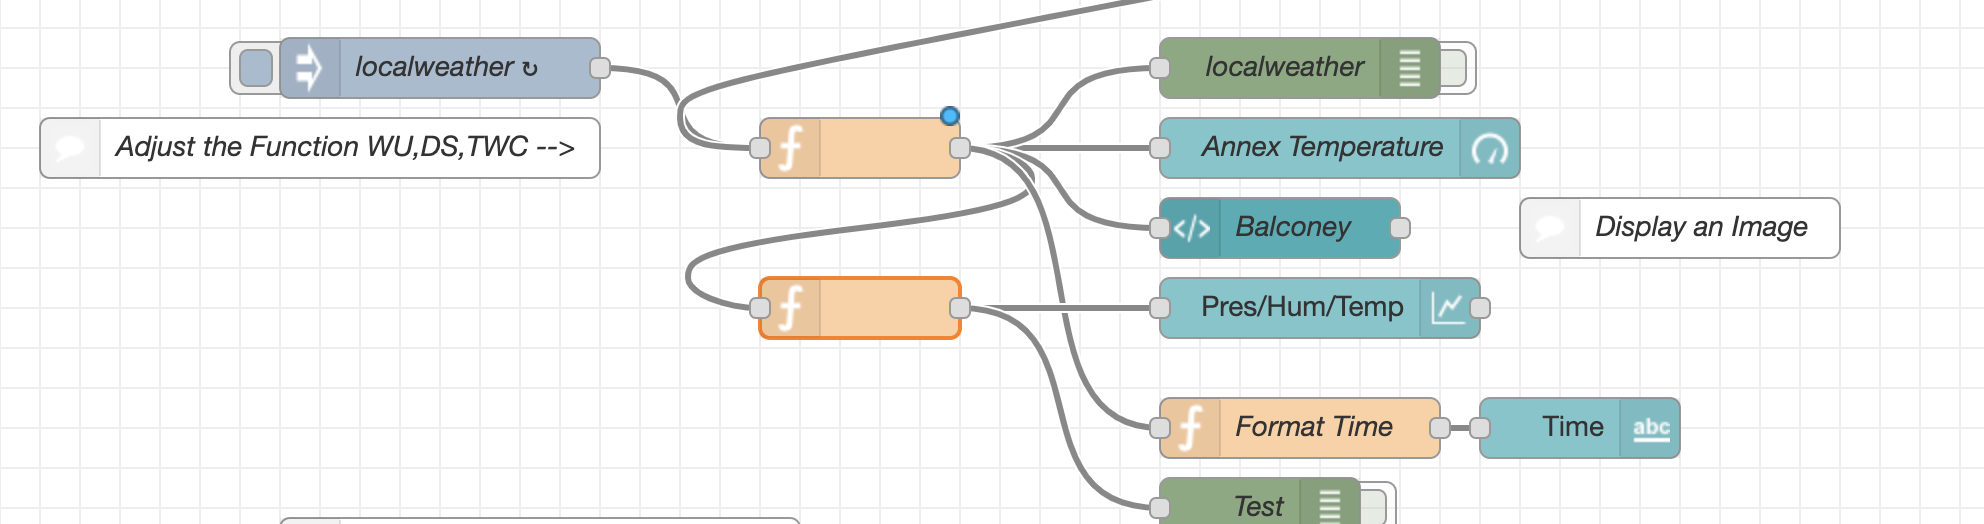 localweather ↻
localweather
Adjust the Function WU,DS,TWC -->
Annex Temperature
</> Balconey
Display an Image
Pres/Hum/Temp
Format Time
Time abc
Test